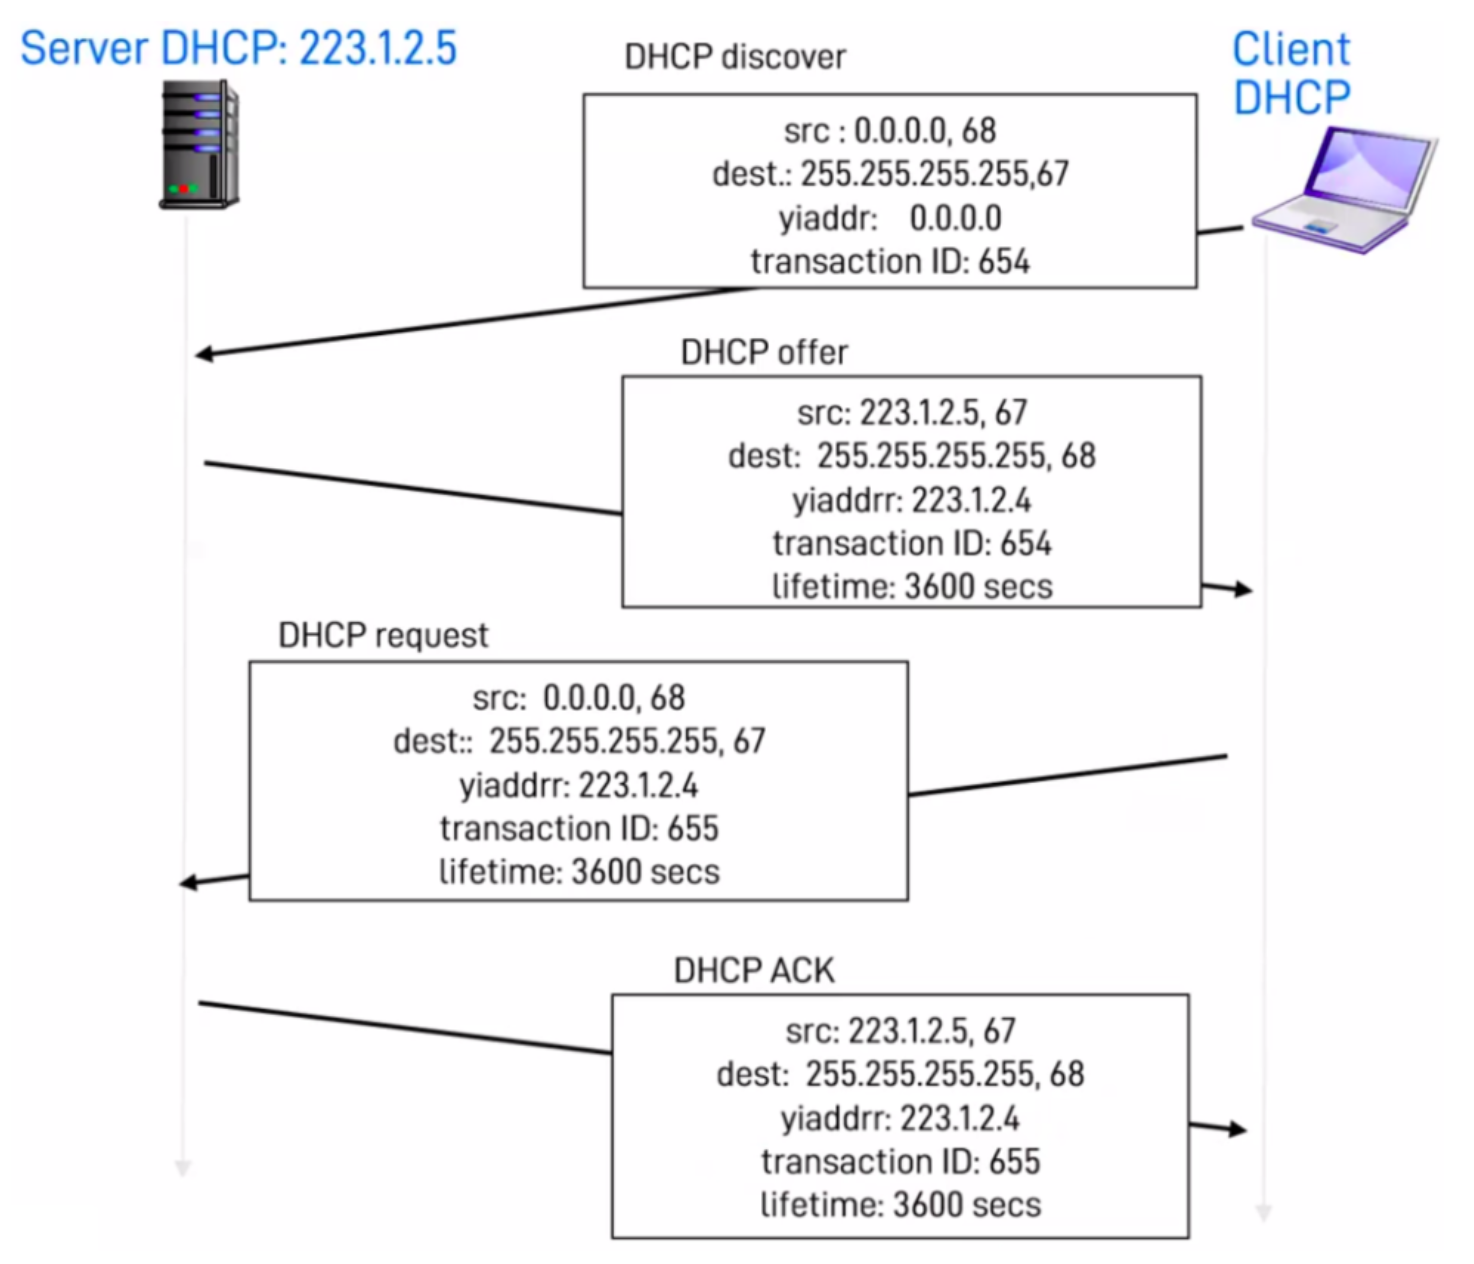 Server DHCP: 223.1.2.5
Client
DHCP
DHCP discover
src : 0.0.0.0, 68
dest.: 255.255.255.255,67
yiaddr: 0.0.0.0
transaction ID: 654
DHCP offer
src: 223.1.2.5, 67
dest: 255.255.255.255, 68
yiaddrr: 223.1.2.4
transaction ID: 654
lifetime: 3600 secs
DHCP request
src: 0.0.0.0, 68
dest:: 255.255.255.255, 67
yiaddrr: 223.1.2.4
transaction ID: 655
lifetime: 3600 secs
DHCP ACK
src: 223.1.2.5, 67
dest: 255.255.255.255, 68
yiaddrr: 223.1.2.4
transaction ID: 655
lifetime: 3600 secs